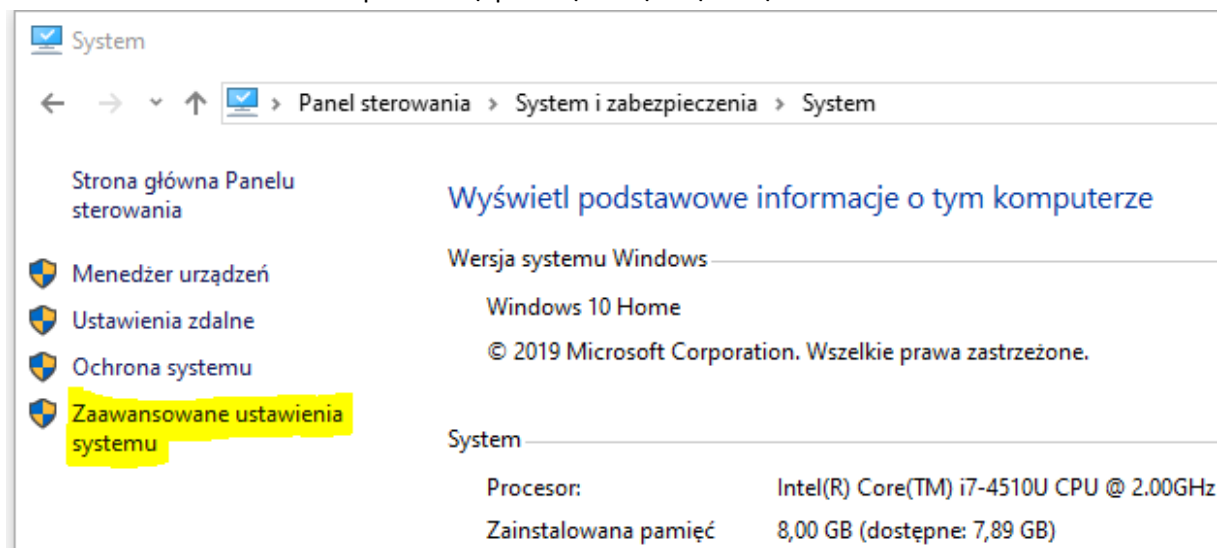 System
Panel sterowania > System i zabezpieczenia > System
Strona główna Panelu
sterowania
Menedżer urządzeń
Ustawienia zdalne
Ochrona systemu
Zaawansowane ustawienia
systemu
Wyświetl podstawowe informacje o tym komputerze
Wersja systemu Windows
Windows 10 Home
© 2019 Microsoft Corporation. Wszelkie prawa zastrzeżone.
System
Procesor: Intel(R) Core(TM) i7-4510U CPU @ 2.00GHz
Zainstalowana pamięć 8,00 GB (dostępne: 7,89 GB)